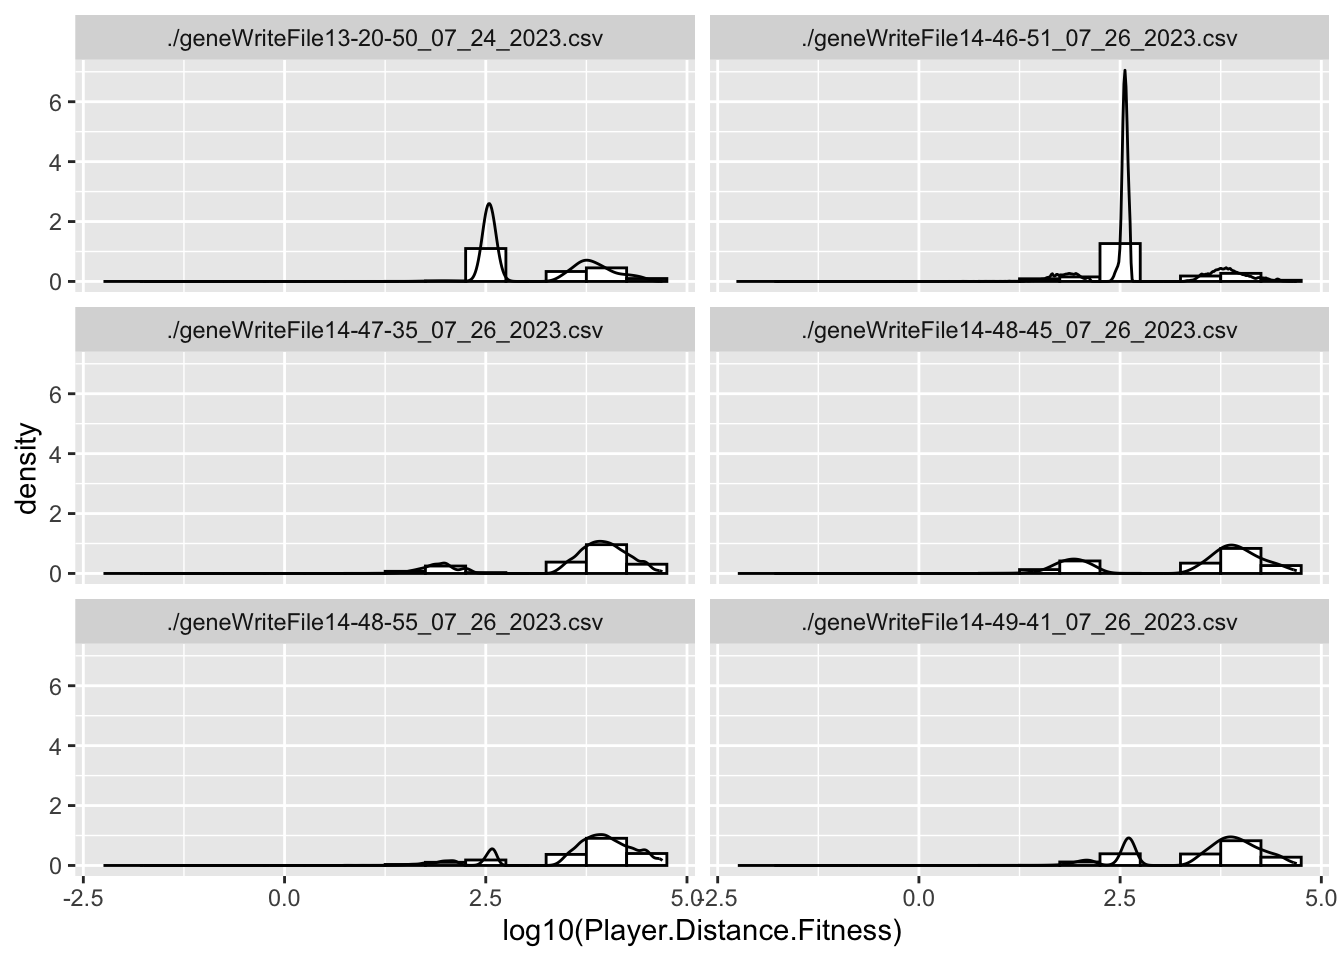 ./geneWriteFile13-20-50_07_24_2023.csv
./geneWriteFile14-46-51_07_26_2023.csv
6
4
2
0
./geneWriteFile14-47-35_07_26_2023.csv
./geneWriteFile14-48-45_07_26_2023.csv
6
4
2
0
density
./geneWriteFile14-48-55_07_26_2023.csv
./geneWriteFile14-49-41_07_26_2023.csv
6
4
2
0
-2.5 0.0 2.5 5.0
-2.5 0.0 2.5 5.0
log10(Player.Distance.Fitness)